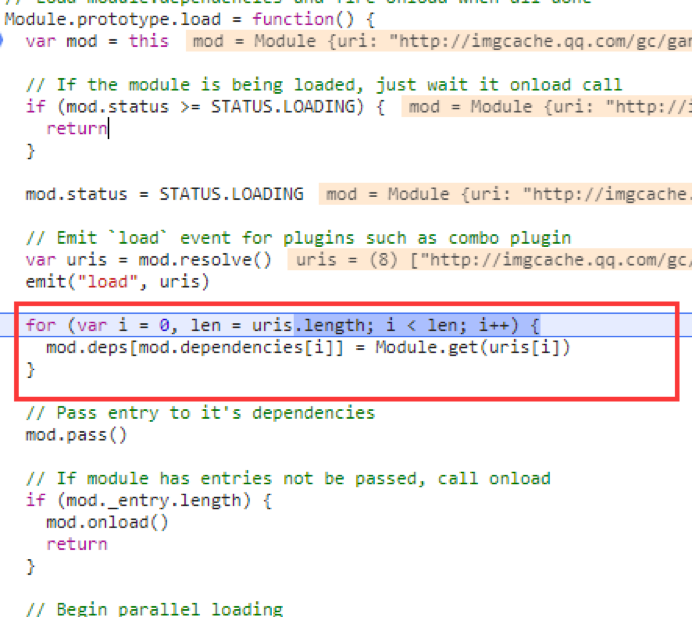 // Load module.dependencies and fire onload when all done
Module.prototype.load = function() {
var mod = this mod = Module {uri: "http://imgcache.qq.com/gc/gam
// If the module is being loaded, just wait it onload call
if (mod.status >= STATUS.LOADING) { mod = Module {uri: "http://i
return
}
mod.status = STATUS.LOADING mod = Module {uri: "http://imgcache.
// Emit `load` event for plugins such as combo plugin
var uris = mod.resolve() uris = (8) ["http://imgcache.qq.com/gc/
emit("load", uris)
for (var i = 0, len = uris.length; i < len; i++) {
mod.deps[mod.dependencies[i]] = Module.get(uris[i])
}
// Pass entry to it's dependencies
mod.pass()
// If module has entries not be passed, call onload
if (mod._entry.length) {
mod.onload()
return
}
// Begin parallel loading